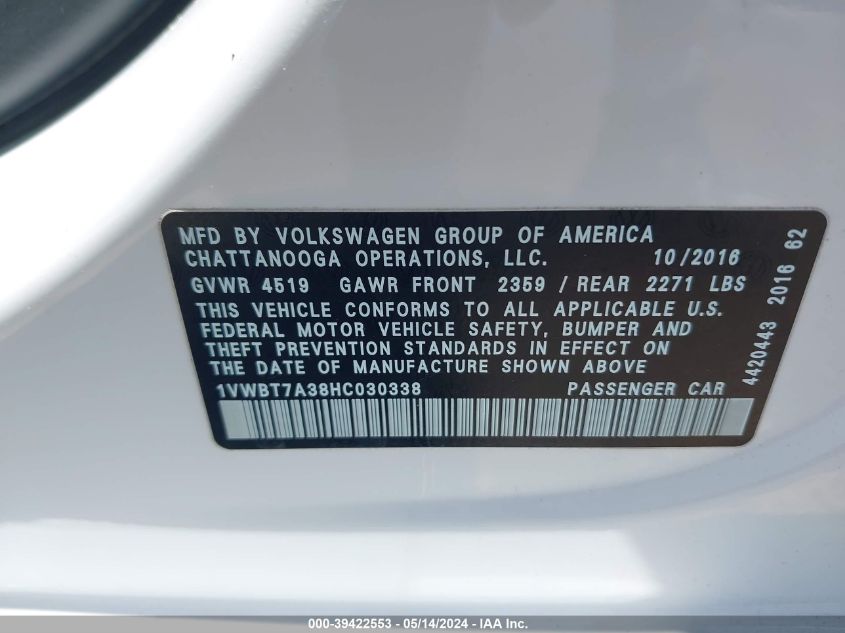 MFD BY VOLKSWAGEN GROUP OF AMERICA
CHATTANOOGA OPERATIONS, LLC. 10/2016
GVWR 4519 GAWR FRONT 2359 / REAR 2271 LBS
THIS VEHICLE CONFORMS TO ALL APPLICABLE U.S.
FEDERAL MOTOR VEHICLE SAFETY, BUMPER AND
THEFT PREVENTION STANDARDS IN EFFECT ON
THE DATE OF MANUFACTURE SHOWN ABOVE
1VWBT7A38HC030338 PASSENGER CAR
4420443 2016 62
000-39422553 - 05/14/2024 - IAA Inc.